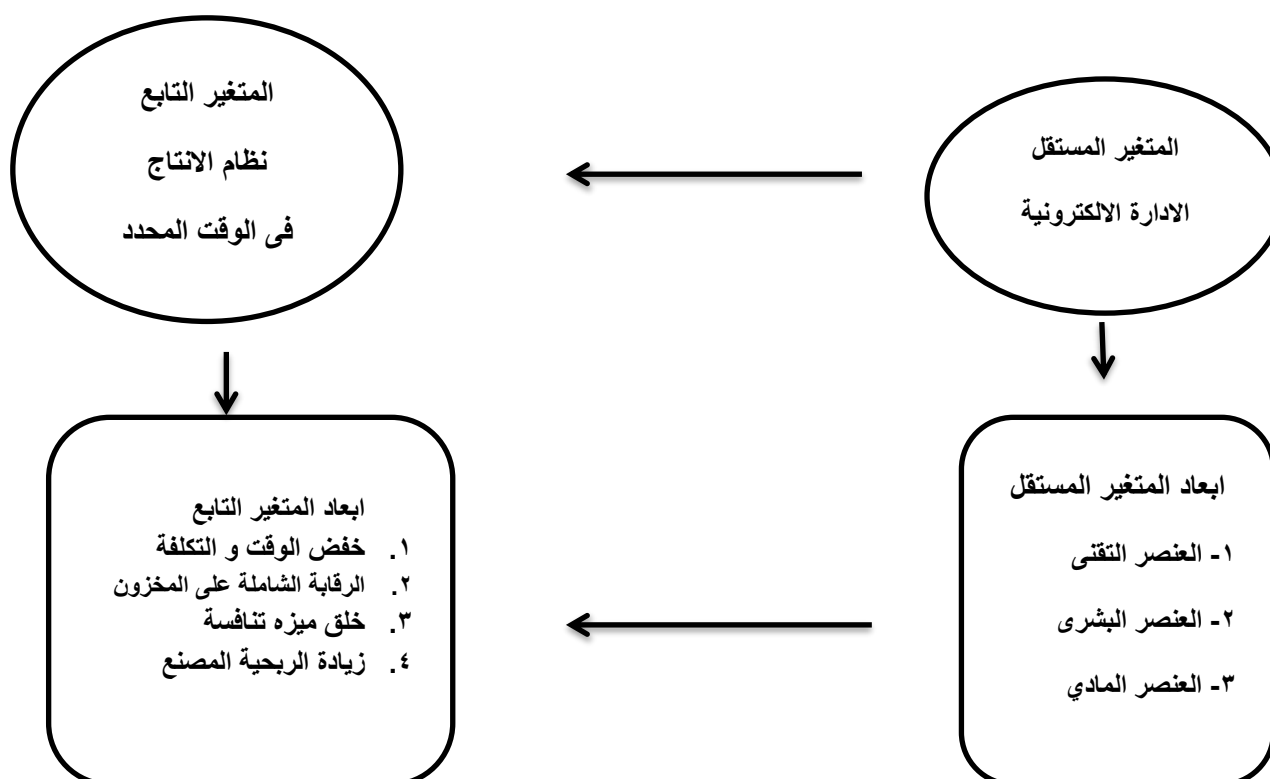 المتغير المستقل
الادارة الالكترونية
المتغير التابع
نظام الانتاج
فى الوقت المحدد
ابعاد المتغير المستقل
١- العنصر التقنى
٢- العنصر البشرى
٣- العنصر المادي
ابعاد المتغير التابع
١. خفض الوقت و التكلفة
٢. الرقابة الشاملة على المخزون
٣. خلق ميزه تنافسة
٤. زيادة الربحية المصنع